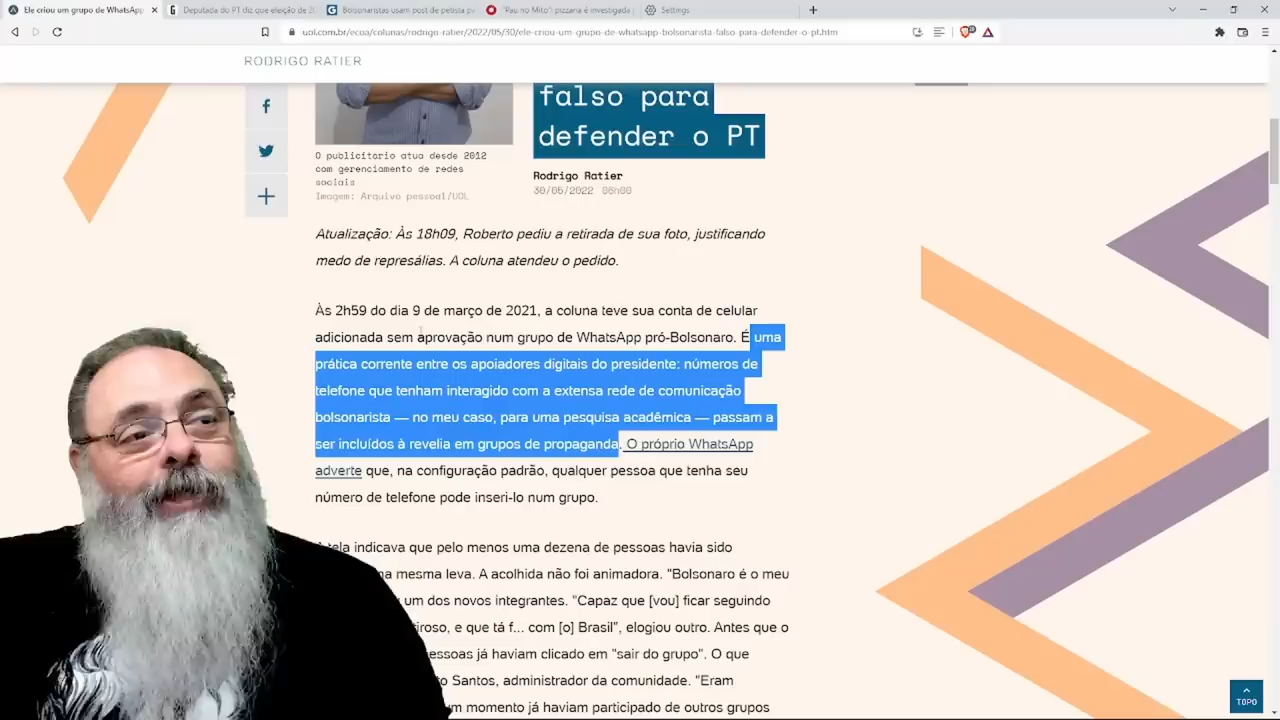 Ele criou um grupo de WhatsApp
Deputada do PT diz que eleição de 20
Bolsonaristas usam post de petista pa
"Pau no Mito": pizzaria é investigada
Settings
uol.com.br/ecoa/colunas/rodrigo-ratier/2022/05/30/ele-criou-um-grupo-de-whatsapp-bolsonarista-falso-para-defender-o-pt.htm
RODRIGO RATIER
falso para
defender o PT
O publicitário atua desde 2012
com gerenciamento de redes
sociais
Imagem: Arquivo pessoal/UOL
Rodrigo Ratier
30/05/2022 06h00
Atualização: Às 18h09, Roberto pediu a retirada de sua foto, justificando
medo de represálias. A coluna atendeu o pedido.
Às 2h59 do dia 9 de março de 2021, a coluna teve sua conta de celular
adicionada sem aprovação num grupo de WhatsApp pró-Bolsonaro. É uma
prática corrente entre os apoiadores digitais do presidente: números de
telefone que tenham interagido com a extensa rede de comunicação
bolsonarista — no meu caso, para uma pesquisa acadêmica — passam a
ser incluídos à revelia em grupos de propaganda. O próprio WhatsApp
adverte que, na configuração padrão, qualquer pessoa que tenha seu
número de telefone pode inseri-lo num grupo.
tela indicava que pelo menos uma dezena de pessoas havia sido
na mesma leva. A acolhida não foi animadora. "Bolsonaro é o meu
um dos novos integrantes. "Capaz que [vou] ficar seguindo
tiroso, e que tá f... com [o] Brasil", elogiou outro. Antes que o
essoas já haviam clicado em "sair do grupo". O que
to Santos, administrador da comunidade. "Eram
m momento já haviam participado de outros grupos
TOPO